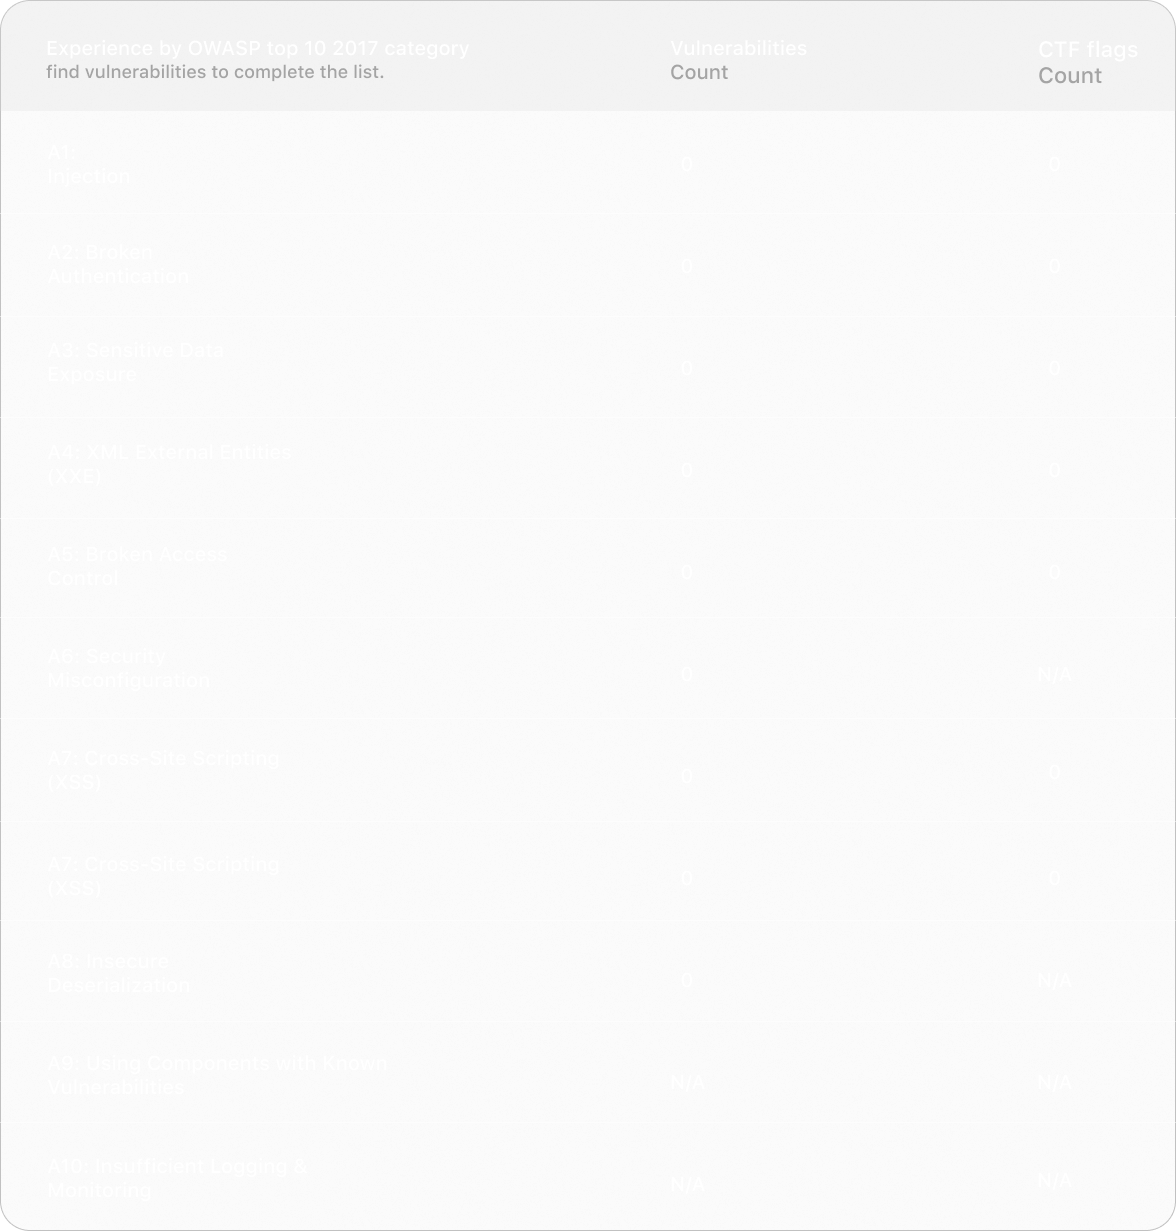 Experience by OWASP top 10 2017 category
find vulnerabilities to complete the list.
Vulnerabilities
Count
CTF flags
Count
A1:
Injection
0
0
A2: Broken
Authentication
0
0
A3: Sensitive Data
Exposure
0
0
A4: XML External Entities
(XXE)
0
0
A5: Broken Access
Control
0
0
A6: Security
Misconfiguration
0
N/A
A7: Cross-Site Scripting
(XSS)
0
0
A7: Cross-Site Scripting
(XSS)
0
0
A8: Insecure
Deserialization
0
N/A
A9: Using Components with Known
Vulnerabilities
N/A
N/A
A10: Insufficient Logging &
Monitoring
N/A
N/A